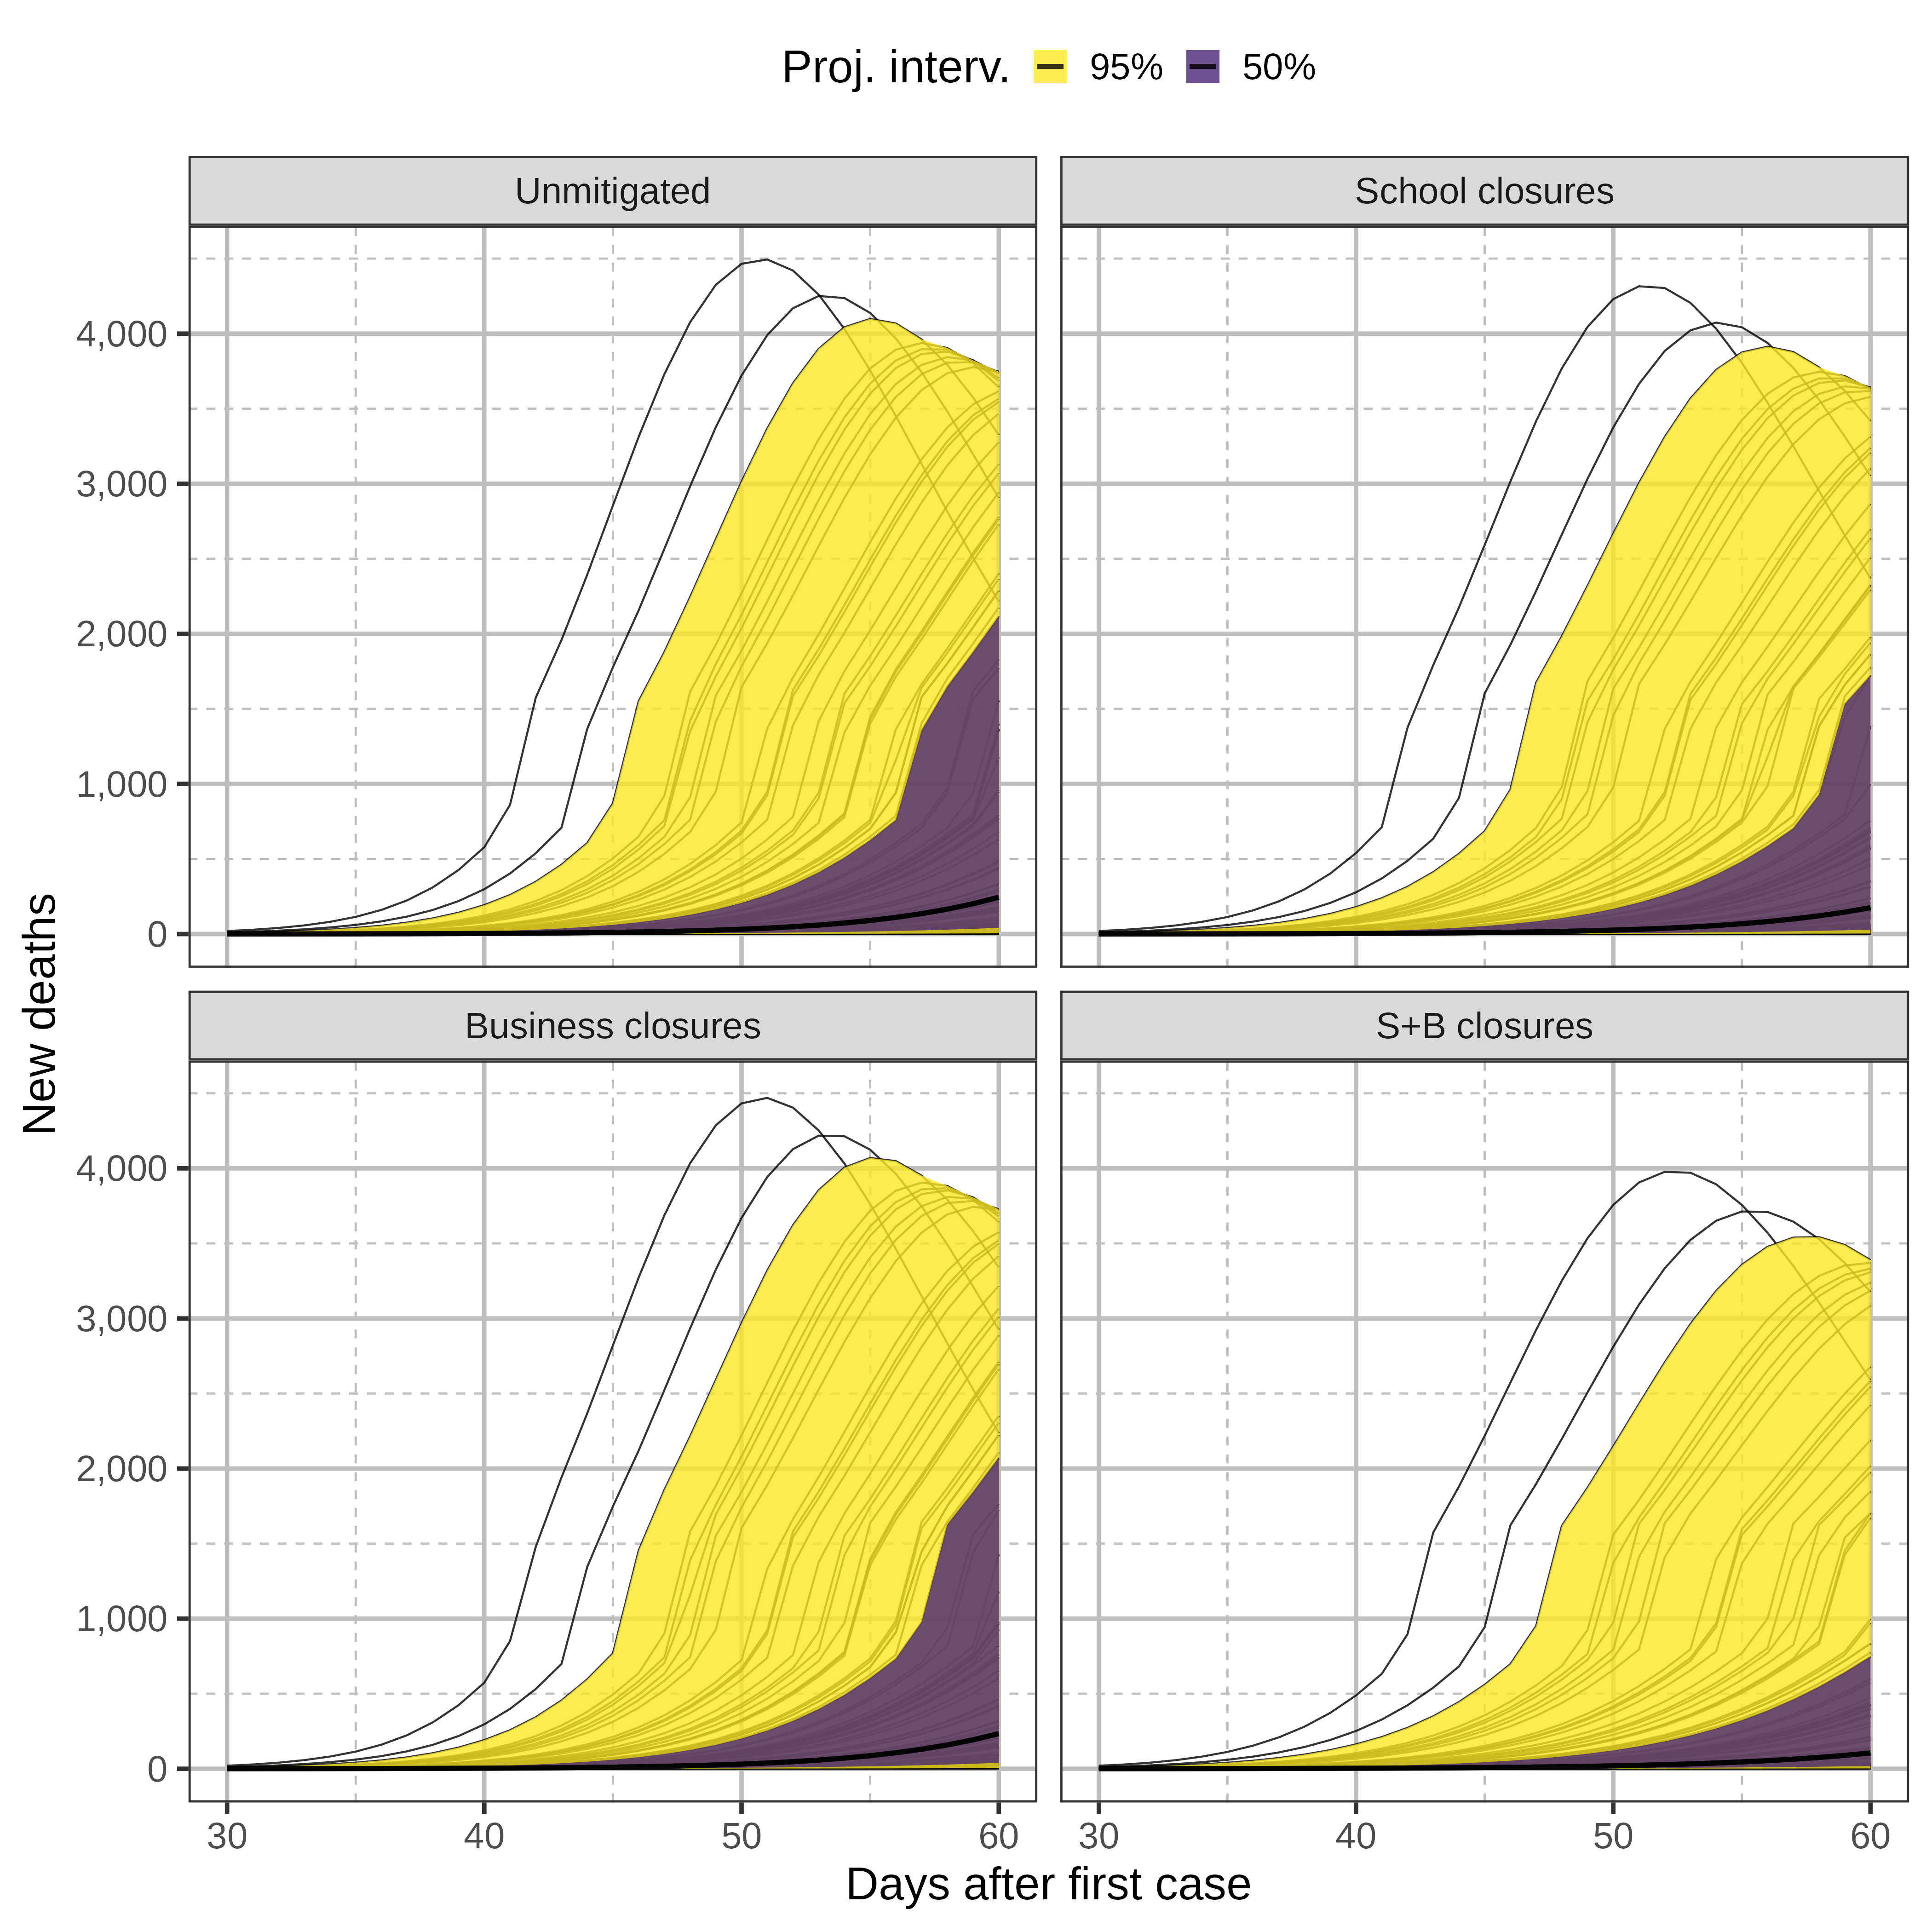 Proj. interv. 95% 50%
Unmitigated
School closures
4,000
3,000
2,000
1,000
0
Business closures
S+B closures
4,000
3,000
2,000
1,000
0
New deaths
30 40 50 60
30 40 50 60
Days after first case